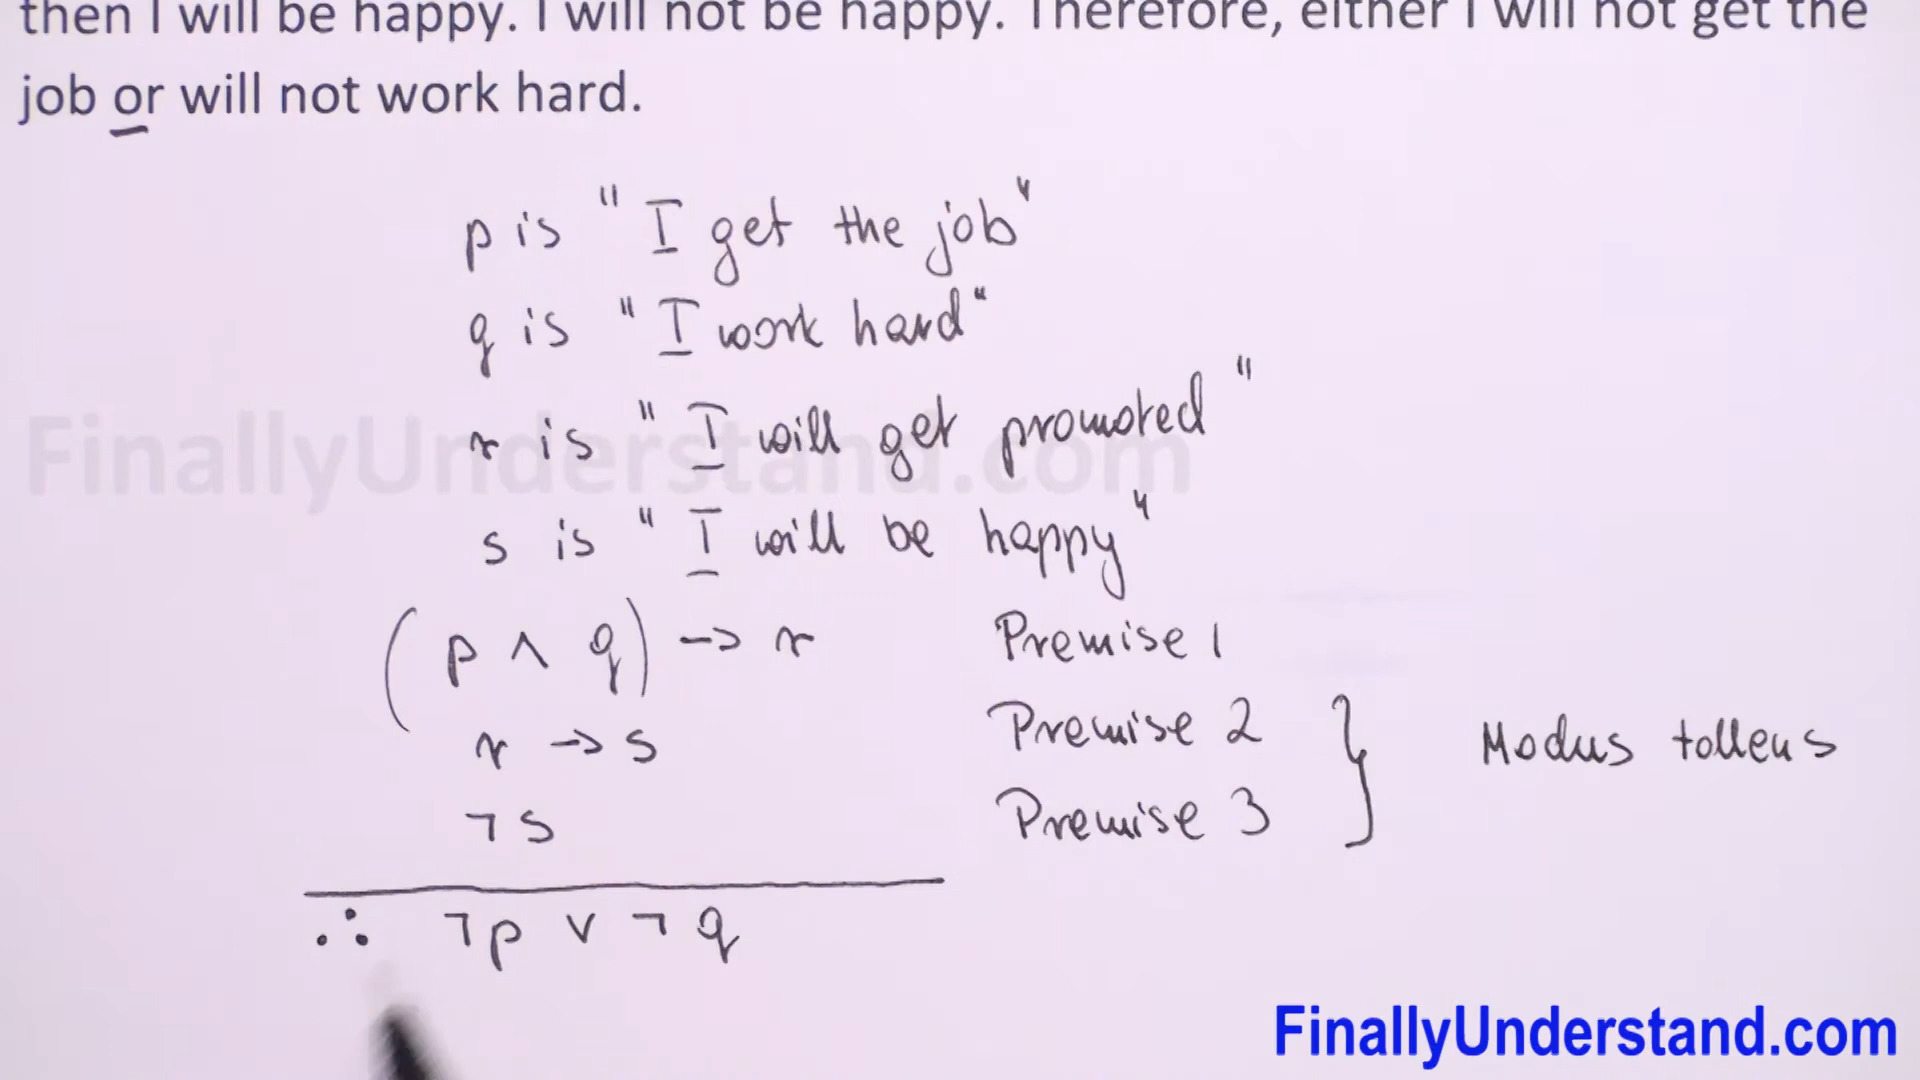 then I will be happy. I will not be happy. Therefore, either I will not get the
job or will not work hard.
p is "I get the job"
q is "I work hard"
r is "I will get promoted"
FinallyUnderstand.com
s is "I will be happy"
(p ∧ q) → r Premise 1
r → s Premise 2 } Modus tollens
¬ s Premise 3
∴ ¬p ∨ ¬q
FinallyUnderstand.com